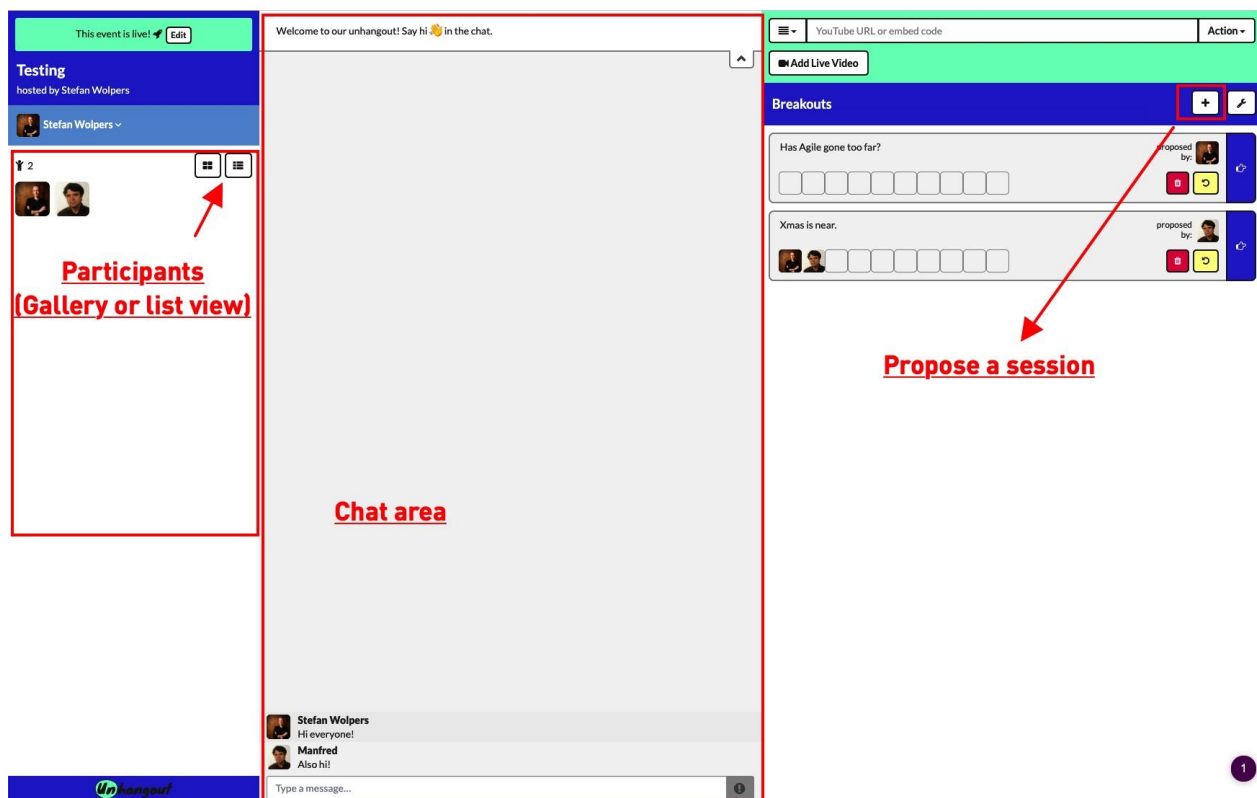 This event is live! Edit
Testing
hosted by Stefan Wolpers
Stefan Wolpers
2
Participants
(Gallery or list view)
Unhangout
Welcome to our unhangout! Say hi 👋 in the chat.
Chat area
Stefan Wolpers
Hi everyone!
Manfred
Also hi!
Type a message...
YouTube URL or embed code Action
Add Live Video
Breakouts +
Has Agile gone too far? proposed
by:
Xmas is near. proposed
by:
Propose a session
1